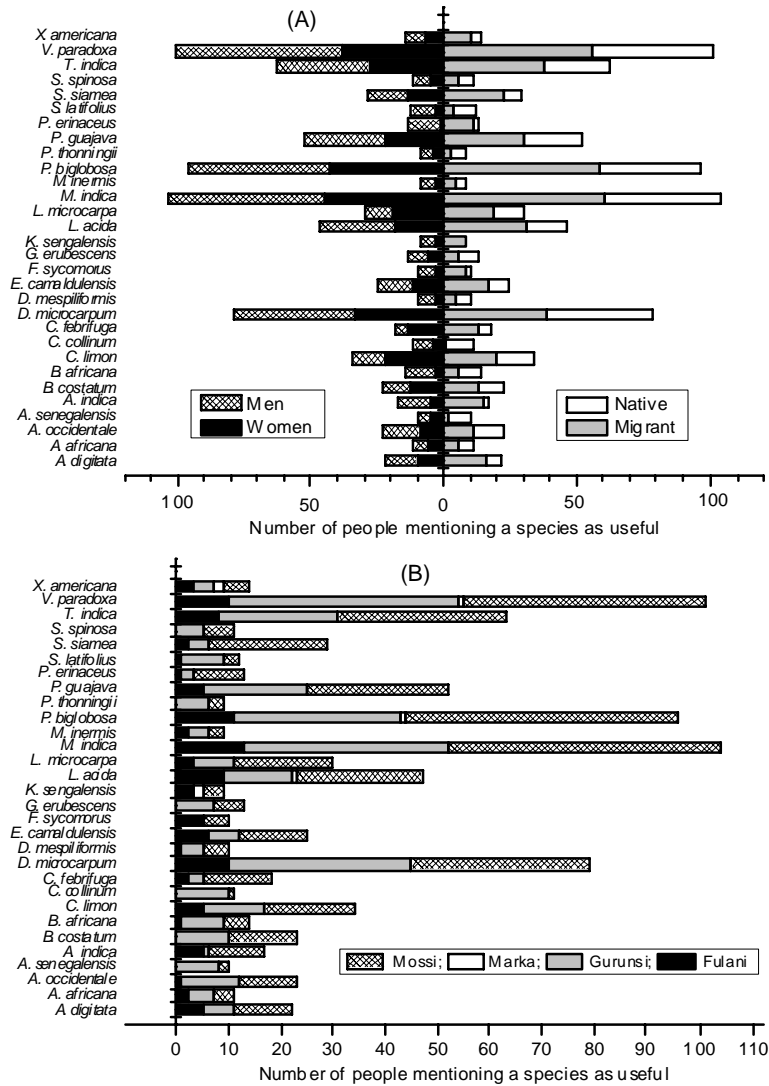 (A)
X americana
V. paradoxa
T. indica
S. spinosa
S. siamea
S latifolius
P. erinaceus
P. guajava
P. thonningii
P. biglobosa
M. inermis
M. indica
L. microcarpa
L. acida
K. sengalensis
G. erubescens
F. sycomorus
E. camaldulensis
D. mespiliformis
D. microcarpum
C. febrifuga
C. collinum
C. limon
B africana
B costatum
A. indica
A. senegalensis
A. occidentale
A africana
A digitata
Men
Women
Native
Migrant
100 50 0 0 50 100
Number of people mentioning a species as useful
(B)
X. americana
V. paradoxa
T. indica
S. spinosa
S. siamea
S. latifolius
P. erinaceus
P. guajava
P. thonningii
P. biglobosa
M. inermis
M. indica
L. microcarpa
L. acida
K. sengalensis
G. erubescens
F. sycomorus
E. camaldulensis
D. mespiliformis
D. microcarpum
C. febrifuga
C. collinum
C. limon
B. africana
B. costatum
A. indica
A. senegalensis
A. occidentale
A. africana
A digitata
Mossi; Marka; Gurunsi; Fulani
0 10 20 30 40 50 60 70 80 90 100 110
Number of people mentioning a species as useful